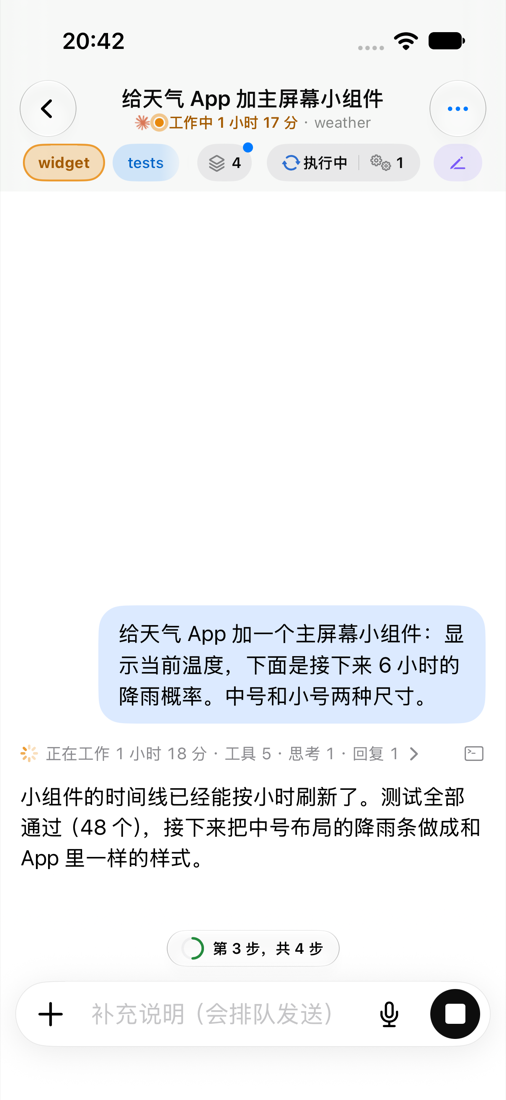 20:42
给天气 App 加主屏幕小组件
工作中 1 小时 17 分 · weather
widget
tests
4
执行中
1
给天气 App 加一个主屏幕小组件：显
示当前温度，下面是接下来 6 小时的
降雨概率。中号和小号两种尺寸。
正在工作 1 小时 18 分 · 工具 5 · 思考 1 · 回复 1
小组件的时间线已经能按小时刷新了。测试全部
通过（48 个），接下来把中号布局的降雨条做成和
App 里一样的样式。
第 3 步，共 4 步
补充说明（会排队发送）